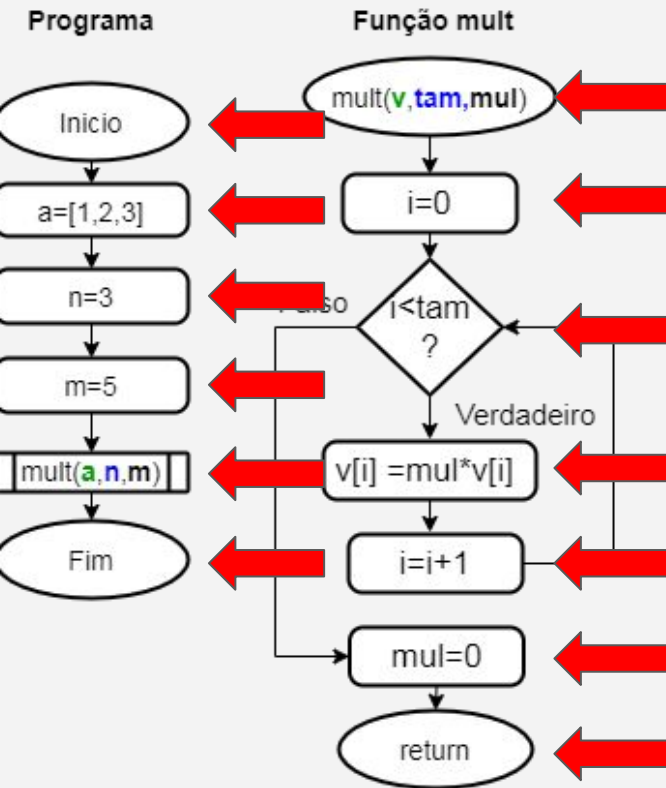 Programa
Inicio
a=[1,2,3]
n=3
m=5
mult(a,n,m)
Fim
Função mult
mult(v,tam,mul)
i=0
i<tam
?
Verdadeiro
v[i] =mul*v[i]
i=i+1
mul=0
return